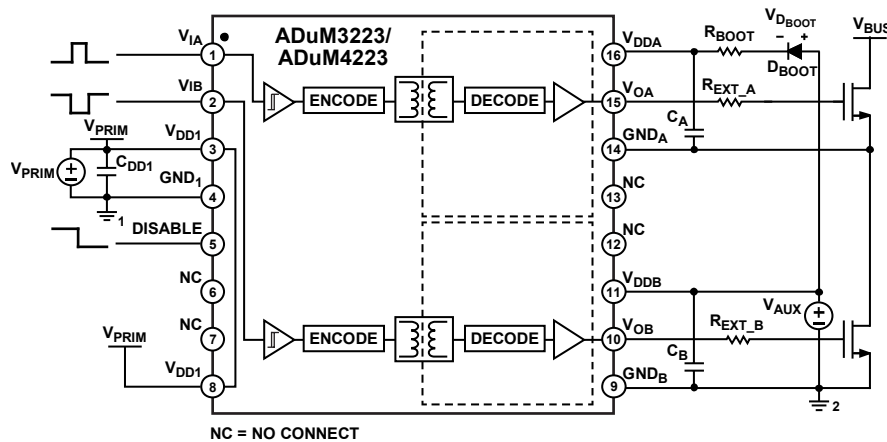 ADuM3223/
ADuM4223
VIA
1
VIB
2
VPRIM
VDD1
3
VPRIM
+
−
CDD1
GND1
4
1
DISABLE
5
NC
6
NC
7
VPRIM
VDD1
8
ENCODE
DECODE
ENCODE
DECODE
16
VDDA
RBOOT
VDBOOT
− +
DBOOT
VBUS
15
VOA
REXT_A
CA
14
GNDA
13
NC
12
NC
11
VDDB
VAUX
+
−
10
VOB
REXT_B
CB
9
GNDB
2
NC = NO CONNECT